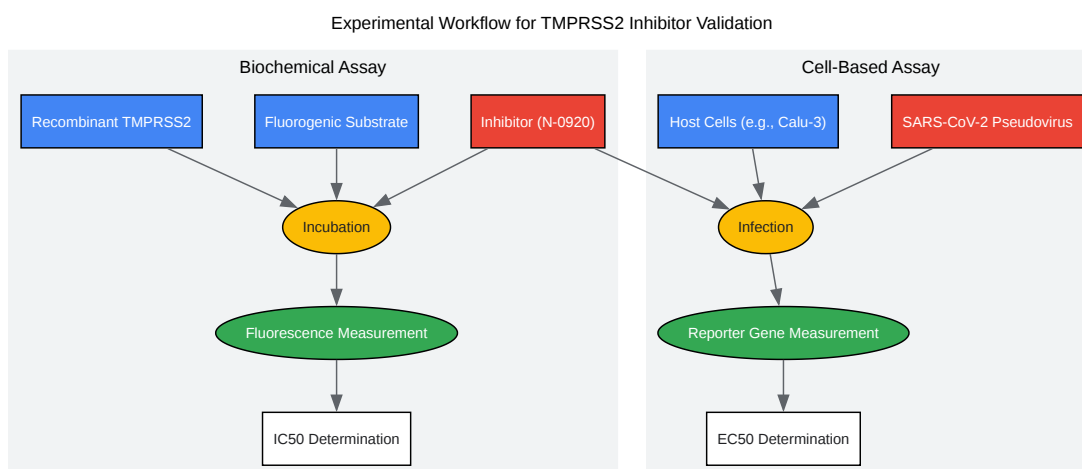 Experimental Workflow for TMPRSS2 Inhibitor Validation
Biochemical Assay
Cell-Based Assay
Recombinant TMPRSS2
Fluorogenic Substrate
Inhibitor (N-0920)
Host Cells (e.g., Calu-3)
SARS-CoV-2 Pseudovirus
Incubation
Infection
Fluorescence Measurement
Reporter Gene Measurement
IC50 Determination
EC50 Determination